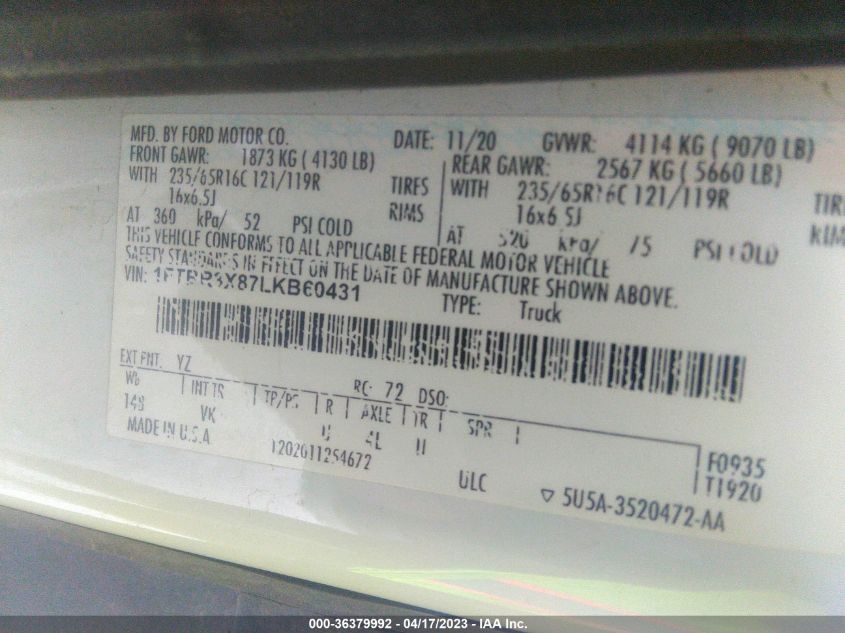 MFD. BY FORD MOTOR CO. DATE: 11/20 GVWR: 4114 KG ( 9070 LB)
FRONT GAWR: 1873 KG ( 4130 LB) REAR GAWR: 2567 KG ( 5660 LB)
WITH 235/65R16C 121/119R TIRES WITH 235/65R16C 121/119R TIRE
16x6.5J RIMS 16x6.5J RIM
AT 360 kPa/ 52 PSI COLD AT 520 kPa/ 75 PSI COLD
THIS VEHICLE CONFORMS TO ALL APPLICABLE FEDERAL MOTOR VEHICLE
SAFETY STANDARDS IN EFFECT ON THE DATE OF MANUFACTURE SHOWN ABOVE.
VIN: 1FTBR3X87LKB60431 TYPE: Truck
EXT PNT: YZ RC: 72 DSO:
WB INT TR TP/PS R AXLE TR SPR
148 VK 4L U
MADE IN U.S.A.
F0935
T1920
ULC
▽ 5U5A-3520472-AA
000-36379992 - 04/17/2023 - IAA Inc.